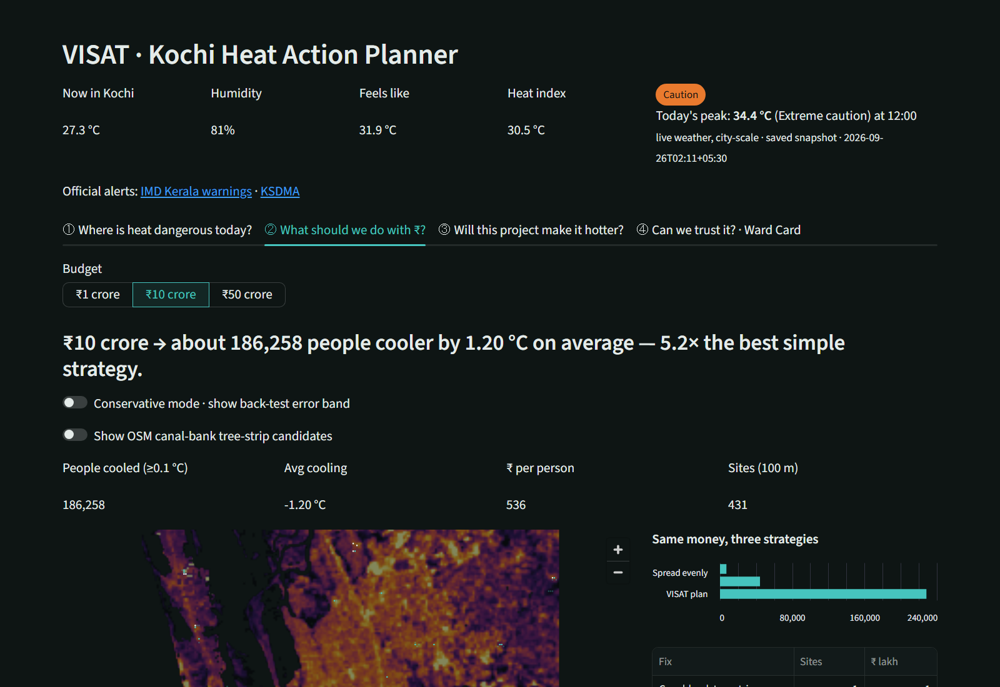 VISAT · Kochi Heat Action Planner
Now in Kochi
Humidity
Feels like
Heat index
Caution
27.3 °C
81%
31.9 °C
30.5 °C
Today's peak: 34.4 °C (Extreme caution) at 12:00
live weather, city-scale · saved snapshot · 2026-09-
26T02:11+05:30
Official alerts: IMD Kerala warnings · KSDMA
① Where is heat dangerous today?
② What should we do with ₹?
③ Will this project make it hotter?
④ Can we trust it? · Ward Card
Budget
₹1 crore
₹10 crore
₹50 crore
₹10 crore → about 186,258 people cooler by 1.20 °C on average — 5.2× the best simple
strategy.
Conservative mode · show back-test error band
Show OSM canal-bank tree-strip candidates
People cooled (≥0.1 °C)
Avg cooling
₹ per person
Sites (100 m)
186,258
-1.20 °C
536
431
+
−
Same money, three strategies
Spread evenly
VISAT plan
0
80,000
160,000
240,000
Fix
Sites
₹ lakh